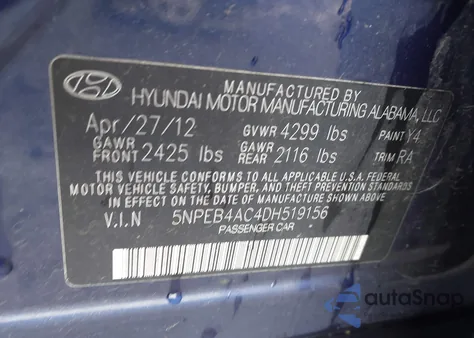 MANUFACTURED BY
HYUNDAI MOTOR MANUFACTURING ALABAMA, LLC
Apr/27/12 GVWR 4299 lbs PAINT Y4
GAWR FRONT 2425 lbs GAWR REAR 2116 lbs TRIM RA
THIS VEHICLE CONFORMS TO ALL APPLICABLE U.S.A. FEDERAL
MOTOR VEHICLE SAFETY, BUMPER, AND THEFT PREVENTION STANDARDS
IN EFFECT ON THE DATE OF MANUFACTURE SHOWN ABOVE.
V.I.N 5NPEB4AC4DH519156
PASSENGER CAR
autoSnap